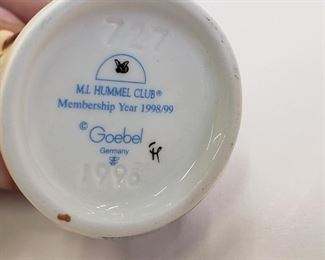 727
M.I. HUMMEL CLUB®
Membership Year 1998/99
© Goebel
Germany
1996